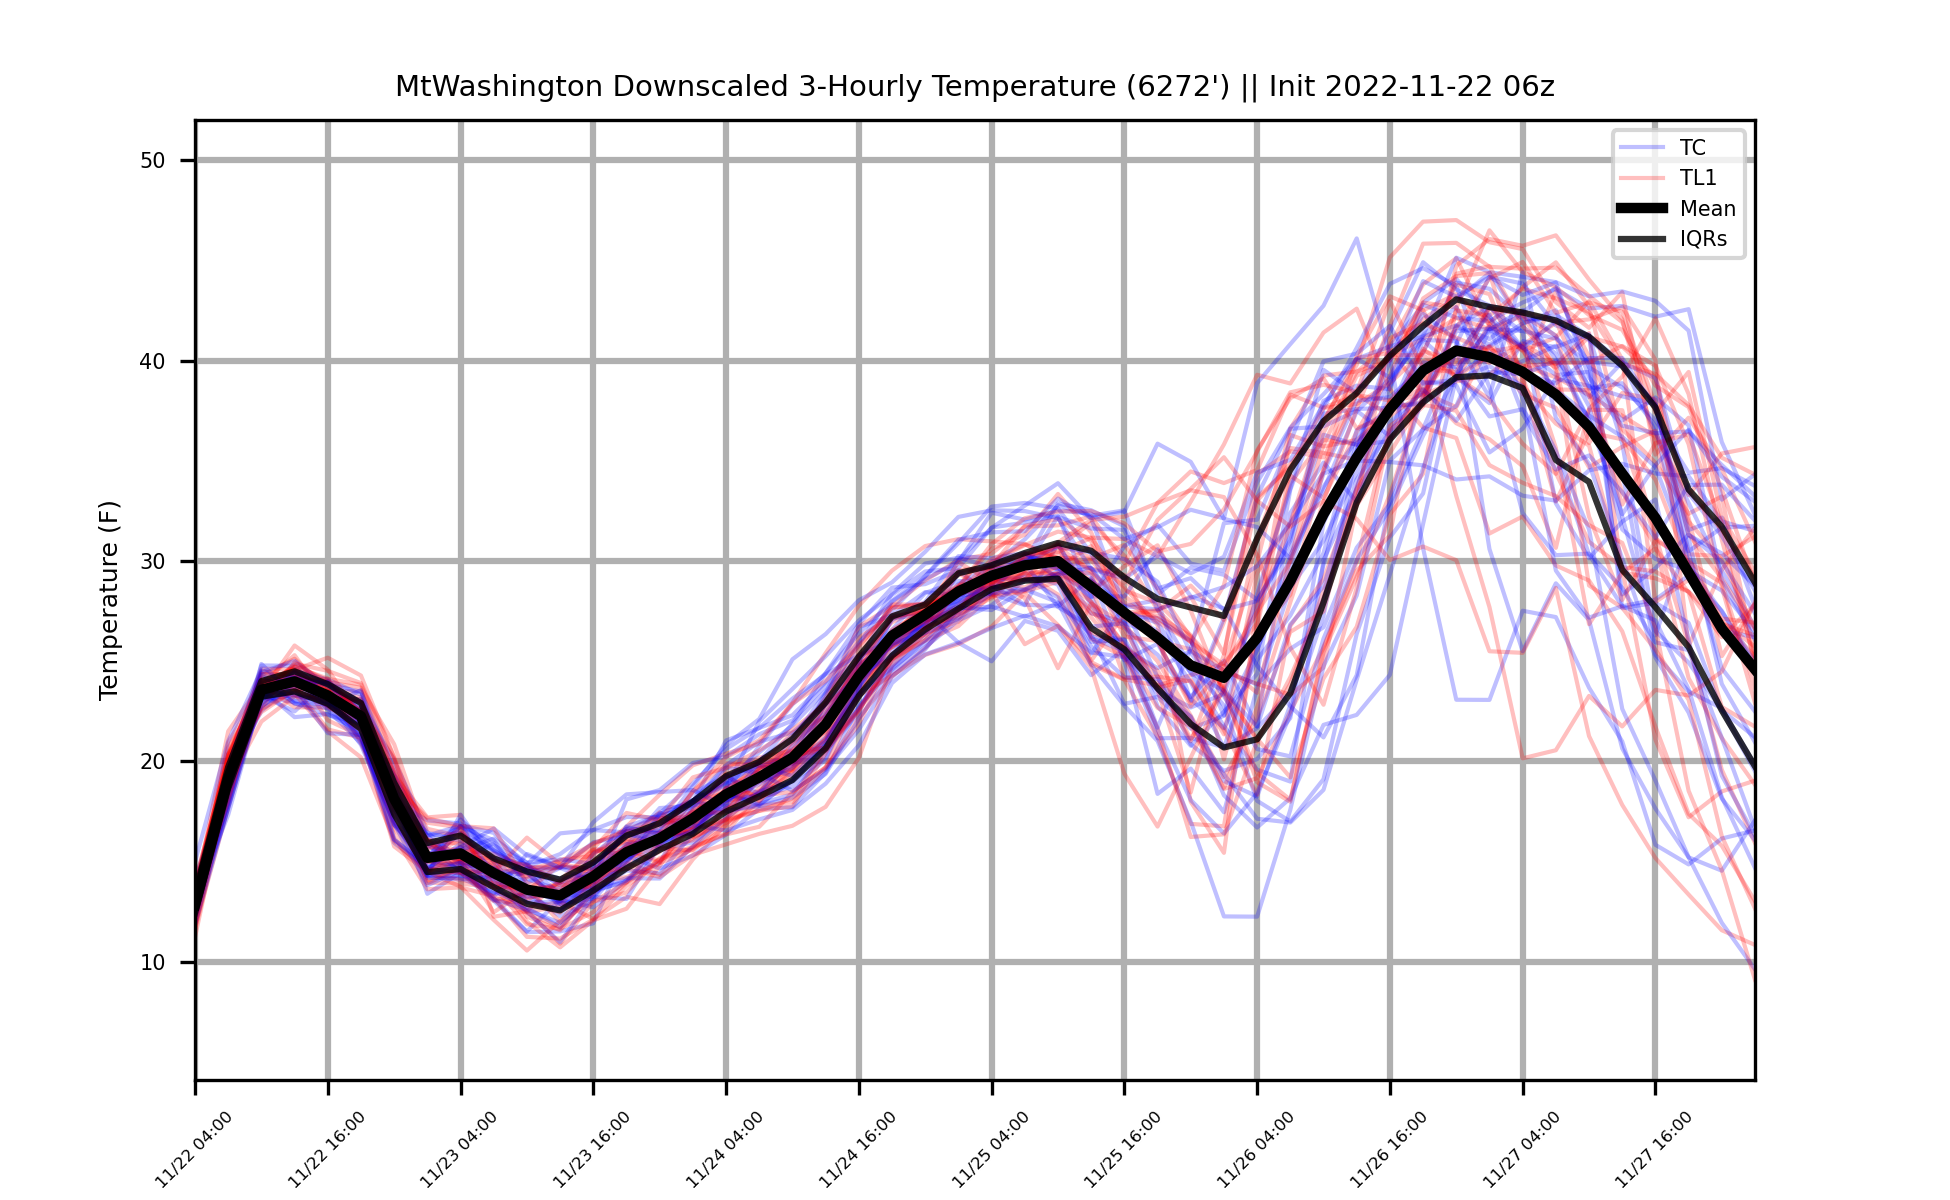 MtWashington Downscaled 3-Hourly Temperature (6272') || Init 2022-11-22 06z
TC
TL1
Mean
IQRs
Temperature (F)
50
40
30
20
10
11/22 04:00
11/22 16:00
11/23 04:00
11/23 16:00
11/24 04:00
11/24 16:00
11/25 04:00
11/25 16:00
11/26 04:00
11/26 16:00
11/27 04:00
11/27 16:00